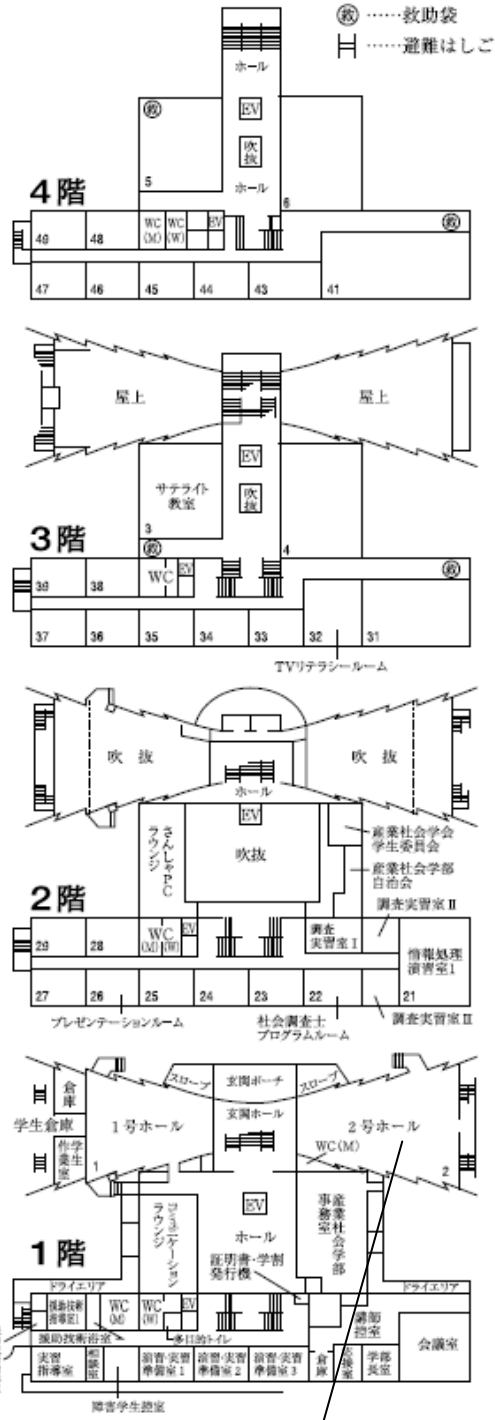 救……救助袋
……避難はしご
ホール
救
EV
吹抜
5
ホール
6
4階
49
48
WC(M)
WC(W)
EV
救
47
46
45
44
43
41
屋上
屋上
EV
サテライト
教室
吹抜
3
4
3階
救
39
38
WC
EV
救
37
36
35
34
33
32
31
TVリテラシールーム
吹 抜
吹 抜
ホール
EV
さんしゃPC
ラウンジ
吹抜
産業社会学会
学生委員会
産業社会学部
自治会
2階
調査実習室Ⅱ
29
28
WC
(M)
(W)
EV
調査
実習室Ⅰ
情報処理
演習室1
27
26
25
24
23
22
21
プレゼンテーションルーム
社会調査士
プログラムルーム
調査実習室Ⅱ
スロープ
玄関ポーチ
スロープ
倉庫
玄関ホール
学生倉庫
1号ホール
2号ホール
学生
作業室
1
WC(M)
2
EV
コミュニケーション
ラウンジ
産業社会学部
事務室
ホール
1階
証明書・学割
発行機
ドライエリア
ドライエリア
援助技術
指導室1
WC
(M)
WC
(W)
EV
講師
控室
援助技術浴室
多目的トイレ
会議室
実習
指導室
相談室
演習・実習
準備室1
演習・実習
準備室2
演習・実習
準備室3
倉庫
応接室
学部
長室
障害学生控室